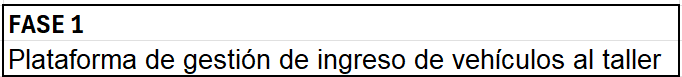 FASE 1
Plataforma de gestión de ingreso de vehículos al taller